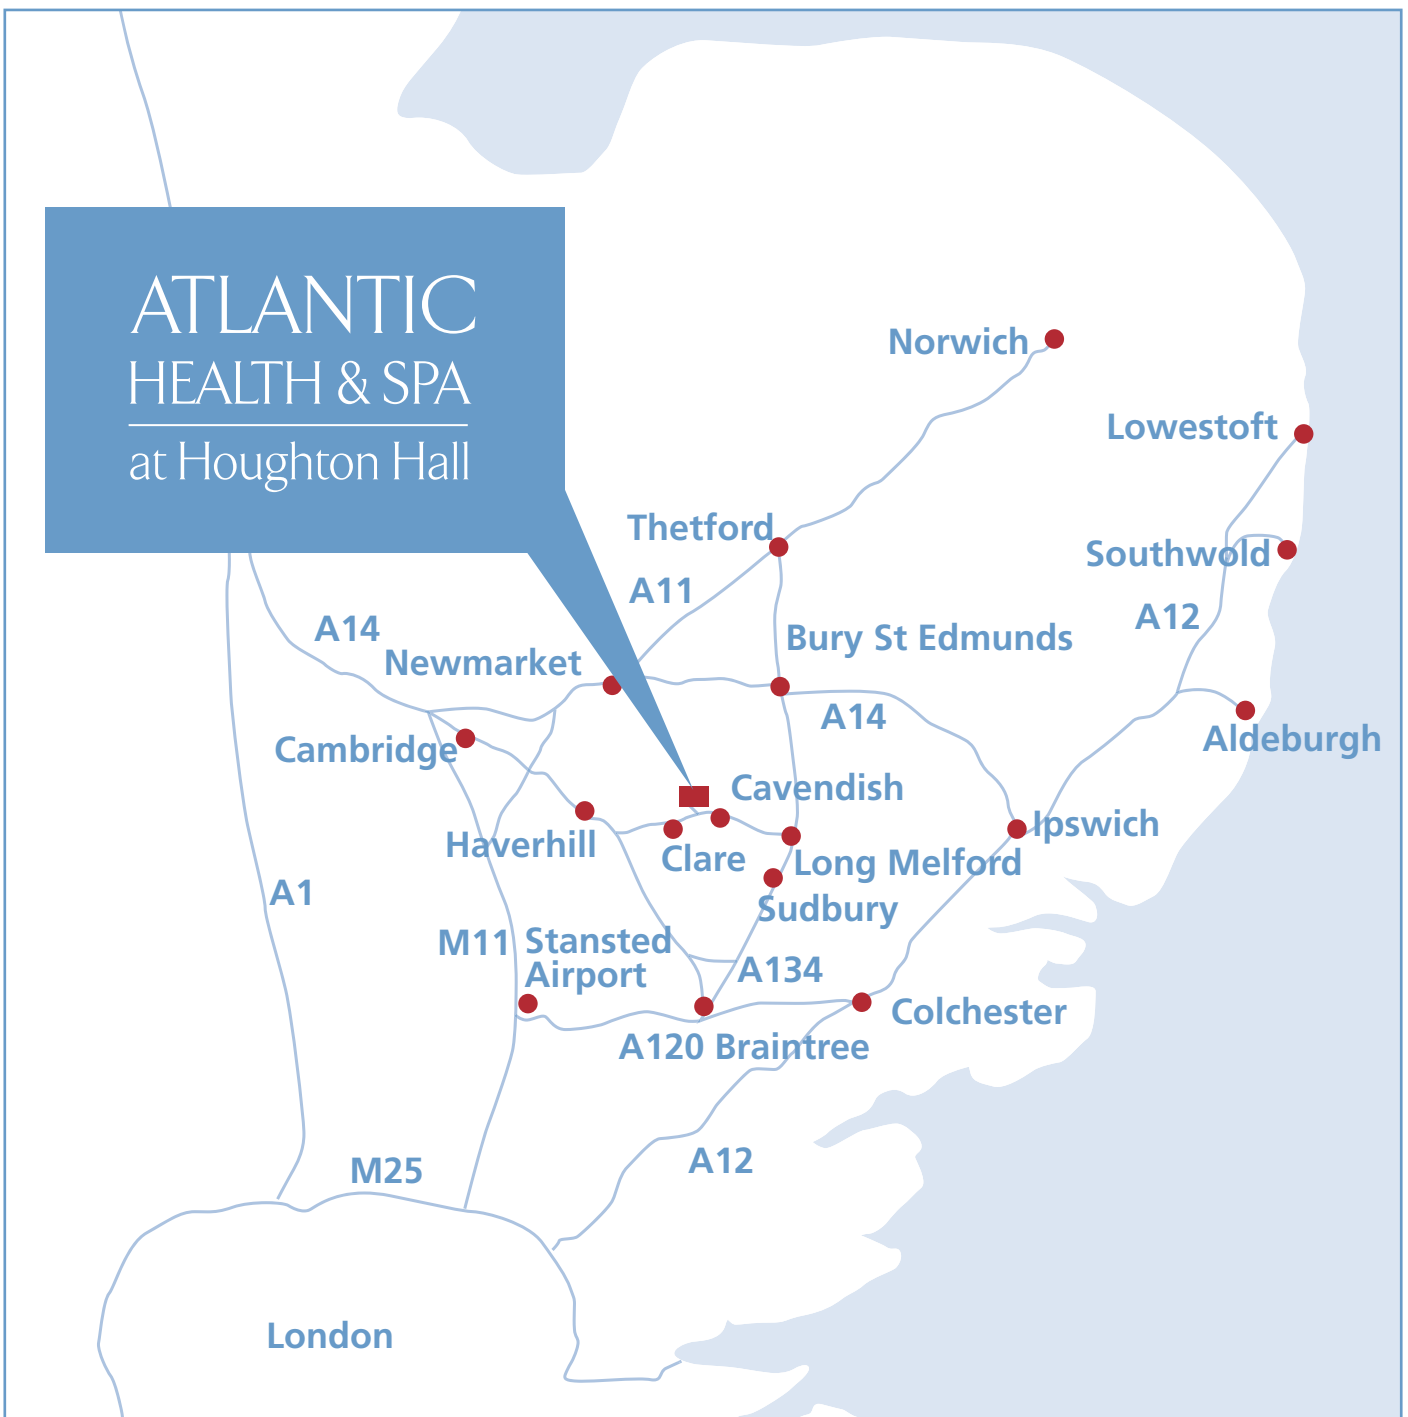 ATLANTIC
HEALTH & SPA
at Houghton Hall
Norwich
Lowestoft
Thetford
Southwold
A11
A12
A14
Bury St Edmunds
Newmarket
A14
Aldeburgh
Cambridge
Cavendish
Ipswich
Haverhill
Clare
Long Melford
A1
Sudbury
M11
Stansted
Airport
A134
Colchester
A120 Braintree
A12
M25
London